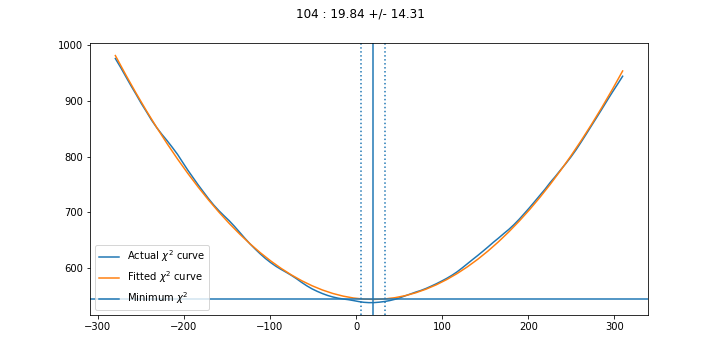 104 : 19.84 +/- 14.31
1000
900
800
700
600
Actual χ² curve
Fitted χ² curve
Minimum χ²
−300 −200 −100 0 100 200 300